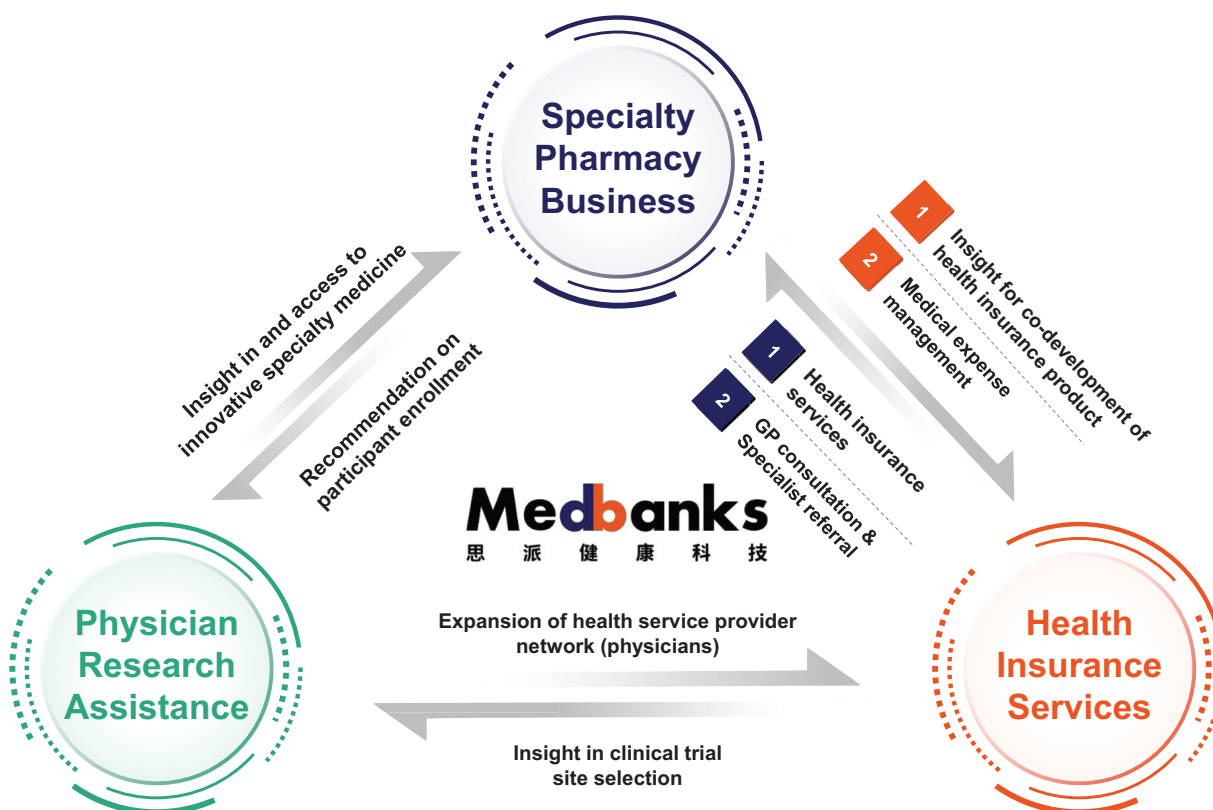 Specialty
Pharmacy
Business
Insight in and access to
innovative specialty medicine
Recommendation on
participant enrollment
1
Insight for co-development of
health insurance product
2
Medical expense
management
1
Health insurance
services
2
GP consultation &
Specialist referral
Medbanks
思派健康科技
Physician
Research
Assistance
Expansion of health service provider
network (physicians)
Insight in clinical trial
site selection
Health
Insurance
Services